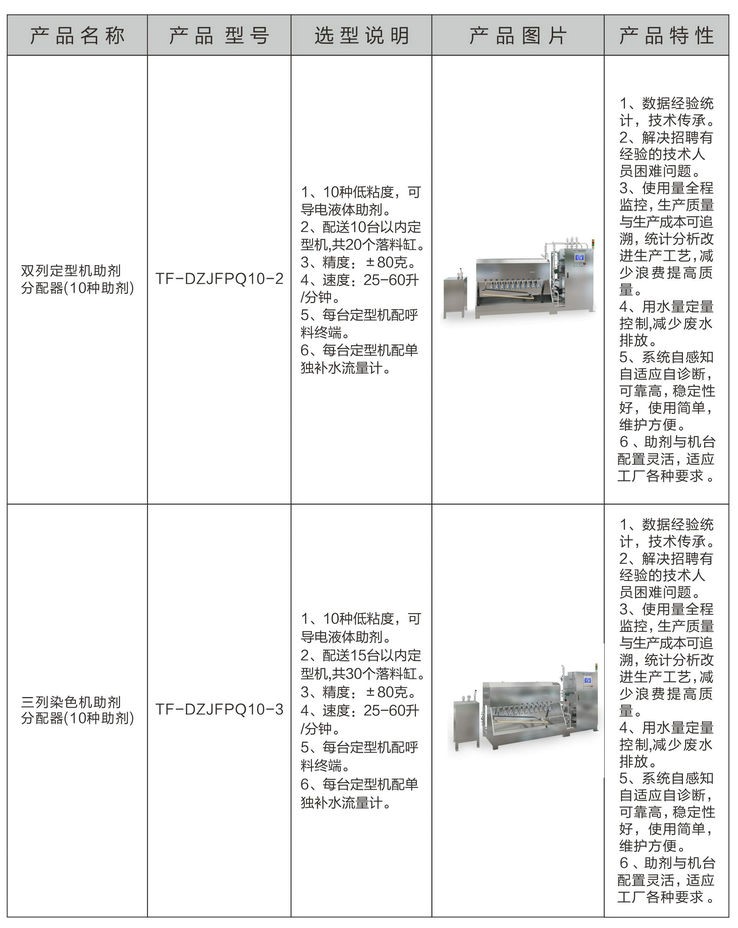 产品名称
产品 型号
选型说明
产品图片
产品特性
双列定型机助剂
分配器(10种助剂)
TF-DZJFPQ10-2
1、10种低粘度，可
导电液体助剂。
2、配送10台以内定
型机,共20个落料缸。
3、精度：±80克。
4、速度：25-60升
/分钟。
5、每台定型机配呼
料终端。
6、每台定型机配单
独补水流量计。
1、数据经验统
计，技术传承。
2、解决招聘有
经验的技术人
员困难问题。
3、使用量全程
监控，生产质量
与生产成本可追
溯，统计分析改
进生产工艺，减
少浪费提高质
量。
4、用水量定量
控制,减少废水
排放。
5、系统自感知
自适应自诊断，
可靠高，稳定性
好，使用简单，
维护方便。
6、助剂与机台
配置灵活，适应
工厂各种要求。
三列染色机助剂
分配器(10种助剂)
TF-DZJFPQ10-3
1、10种低粘度，可
导电液体助剂。
2、配送15台以内定
型机,共30个落料缸。
3、精度：±80克。
4、速度：25-60升
/分钟。
5、每台定型机配呼
料终端。
6、每台定型机配单
独补水流量计。
1、数据经验统
计，技术传承。
2、解决招聘有
经验的技术人
员困难问题。
3、使用量全程
监控，生产质量
与生产成本可追
溯，统计分析改
进生产工艺，减
少浪费提高质
量。
4、用水量定量
控制,减少废水
排放。
5、系统自感知
自适应自诊断，
可靠高，稳定性
好，使用简单，
维护方便。
6、助剂与机台
配置灵活，适应
工厂各种要求。